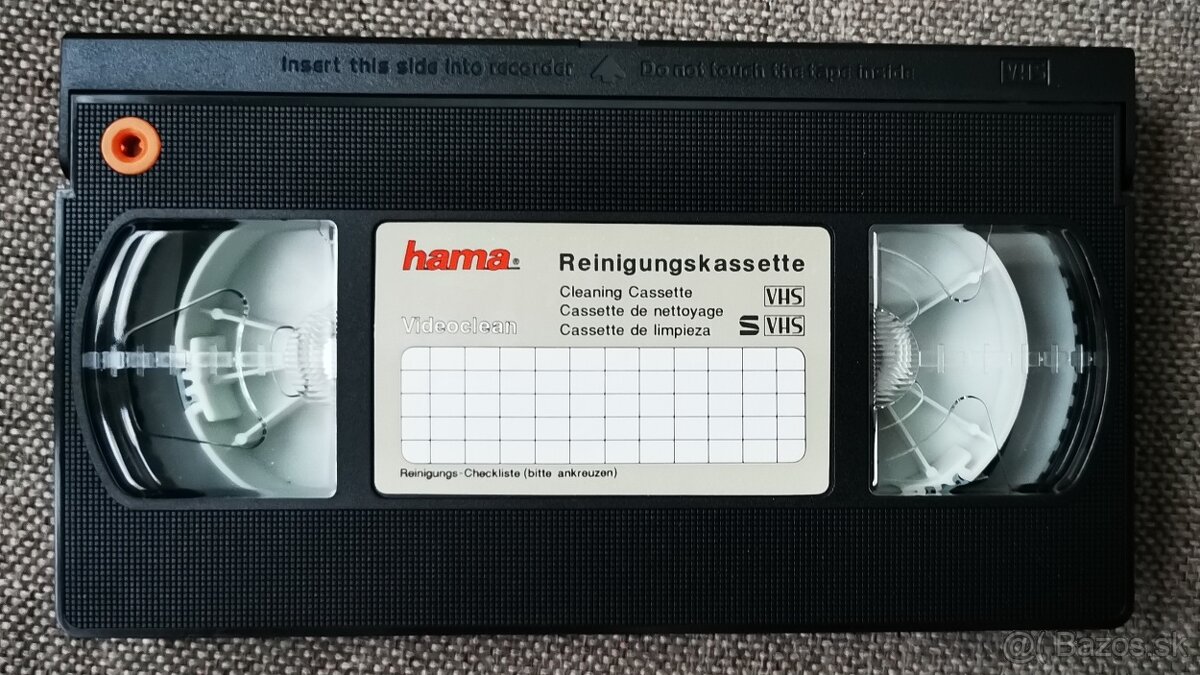 Insert this side into recorder Do not touch the tape inside VHS
hama®
Reinigungskassette
Cleaning Cassette VHS
Cassette de nettoyage
Videoclean
Cassette de limpieza S VHS
Reinigungs-Checkliste (bitte ankreuzen)
@( Bazos.sk